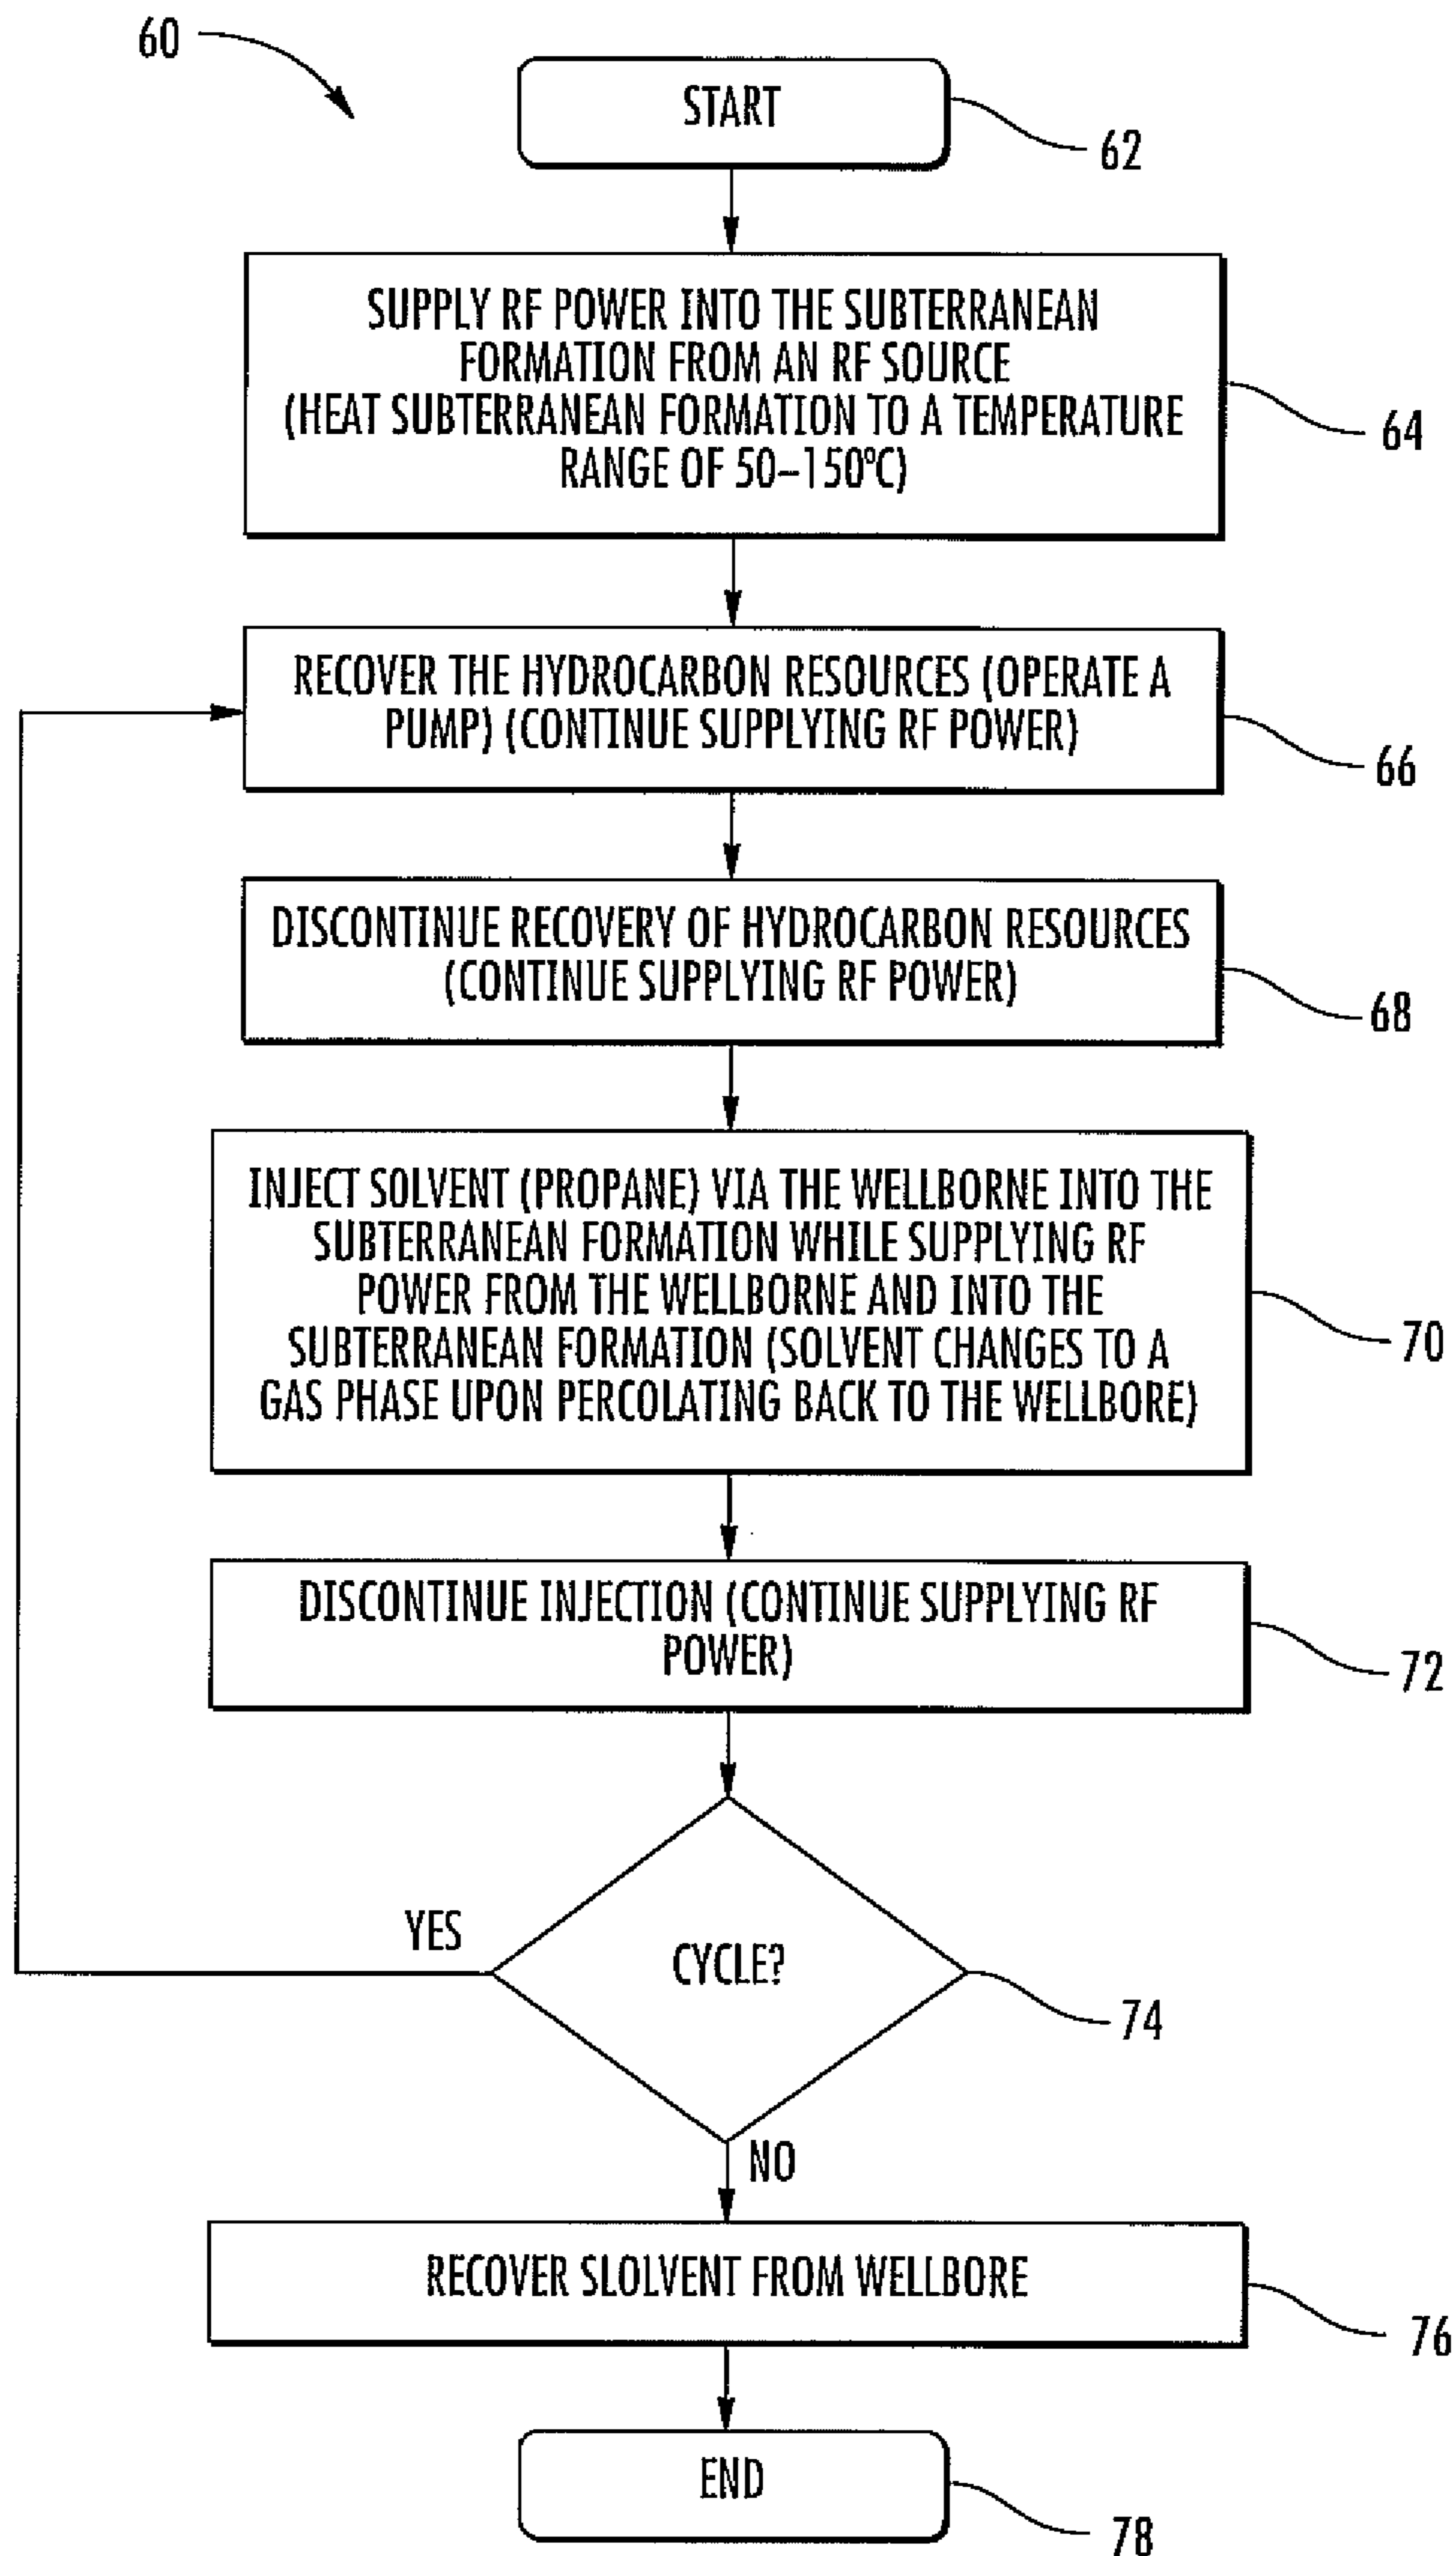 60
START
62
SUPPLY RF POWER INTO THE SUBTERRANEAN
FORMATION FROM AN RF SOURCE
(HEAT SUBTERRANEAN FORMATION TO A TEMPERATURE
RANGE OF 50–150°C)
64
RECOVER THE HYDROCARBON RESOURCES (OPERATE A
PUMP) (CONTINUE SUPPLYING RF POWER)
66
DISCONTINUE RECOVERY OF HYDROCARBON RESOURCES
(CONTINUE SUPPLYING RF POWER)
68
INJECT SOLVENT (PROPANE) VIA THE WELLBORNE INTO THE
SUBTERRANEAN FORMATION WHILE SUPPLYING RF
POWER FROM THE WELLBORNE AND INTO THE
SUBTERRANEAN FORMATION (SOLVENT CHANGES TO A
GAS PHASE UPON PERCOLATING BACK TO THE WELLBORE)
70
DISCONTINUE INJECTION (CONTINUE SUPPLYING RF
POWER)
72
YES
CYCLE?
74
NO
RECOVER SLOLVENT FROM WELLBORE
76
END
78